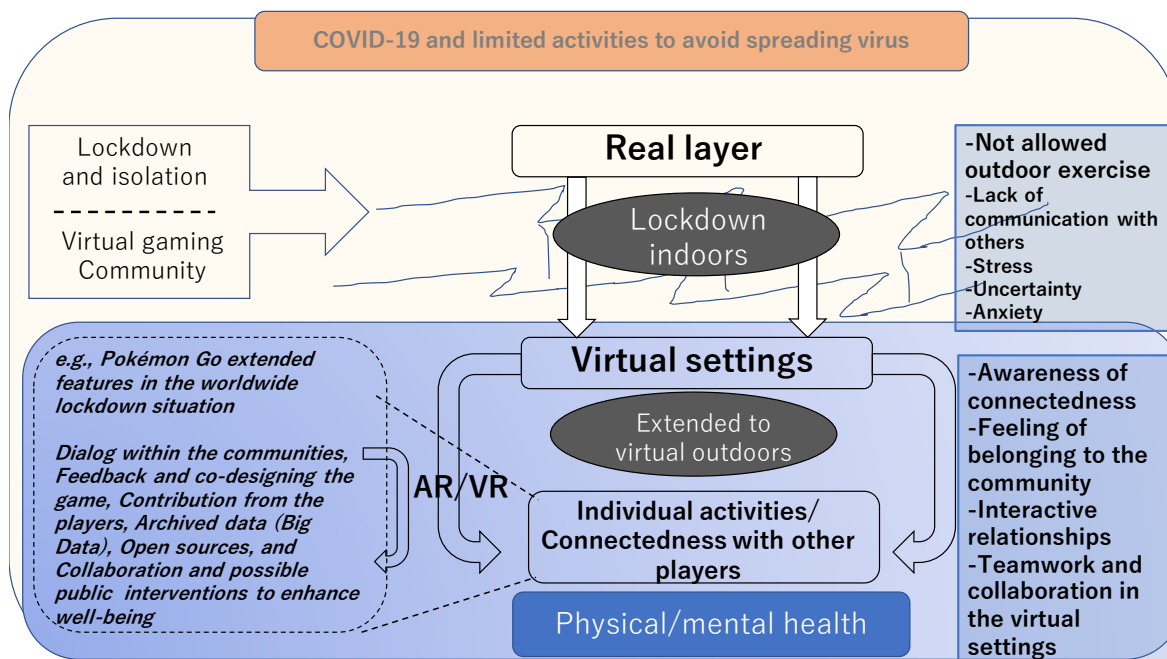 COVID-19 and limited activities to avoid spreading virus
Lockdown
and isolation
Virtual gaming
Community
Real layer
Lockdown
indoors
-Not allowed
outdoor exercise
-Lack of
communication with
others
-Stress
-Uncertainty
-Anxiety
e.g., Pokémon Go extended
features in the worldwide
lockdown situation
Dialog within the communities,
Feedback and co-designing the
game, Contribution from the
players, Archived data (Big
Data), Open sources, and
Collaboration and possible
public interventions to enhance
well-being
AR/VR
Virtual settings
Extended to
virtual outdoors
Individual activities/
Connectedness with other
players
Physical/mental health
-Awareness of
connectedness
-Feeling of
belonging to the
community
-Interactive
relationships
-Teamwork and
collaboration in
the virtual
settings